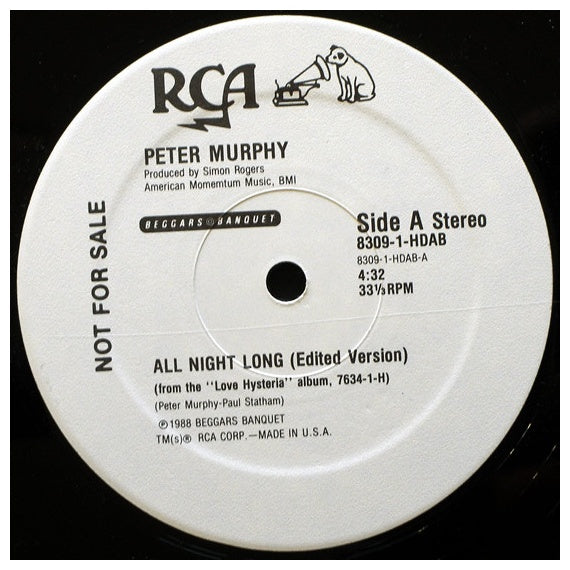 RCA
PETER MURPHY
Produced by Simon Rogers
American Momemtum Music, BMI
BEGGARS BANQUET
Side A Stereo
8309-1-HDAB
8309-1-HDAB-A
4:32
33⅓ RPM
NOT FOR SALE
ALL NIGHT LONG (Edited Version)
(from the "Love Hysteria" album, 7634-1-H)
(Peter Murphy-Paul Statham)
℗1988 BEGGARS BANQUET
TM(s)® RCA CORP.—MADE IN U.S.A.